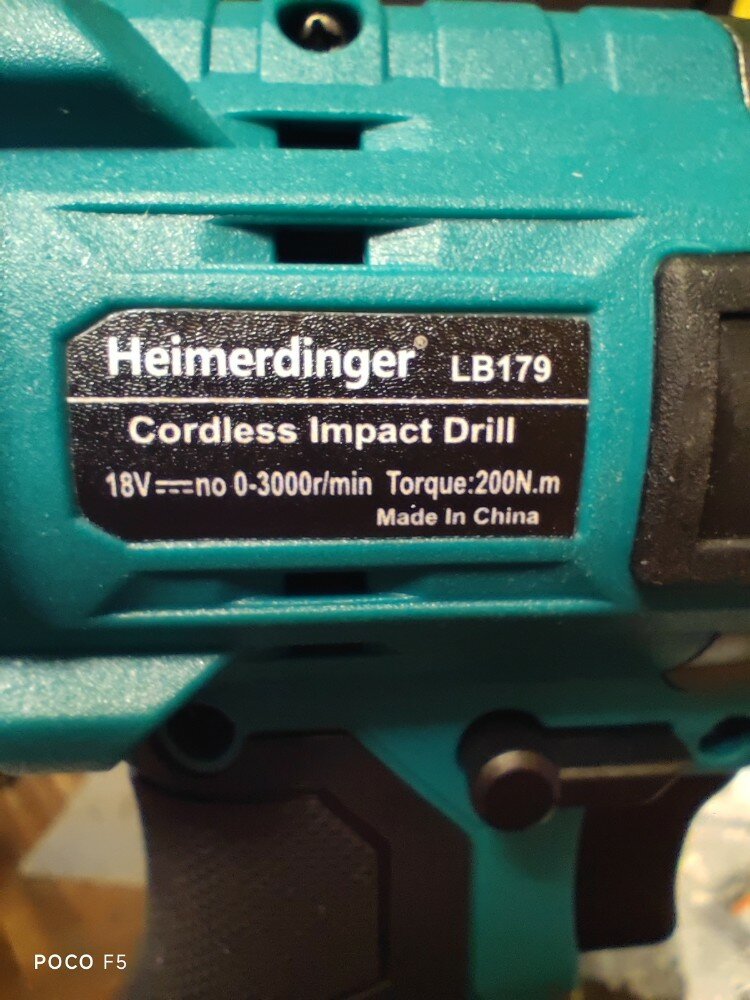 Heimerdinger® LB179
Cordless Impact Drill
18V⎓no 0-3000r/min Torque:200N.m
Made In China
POCO F5